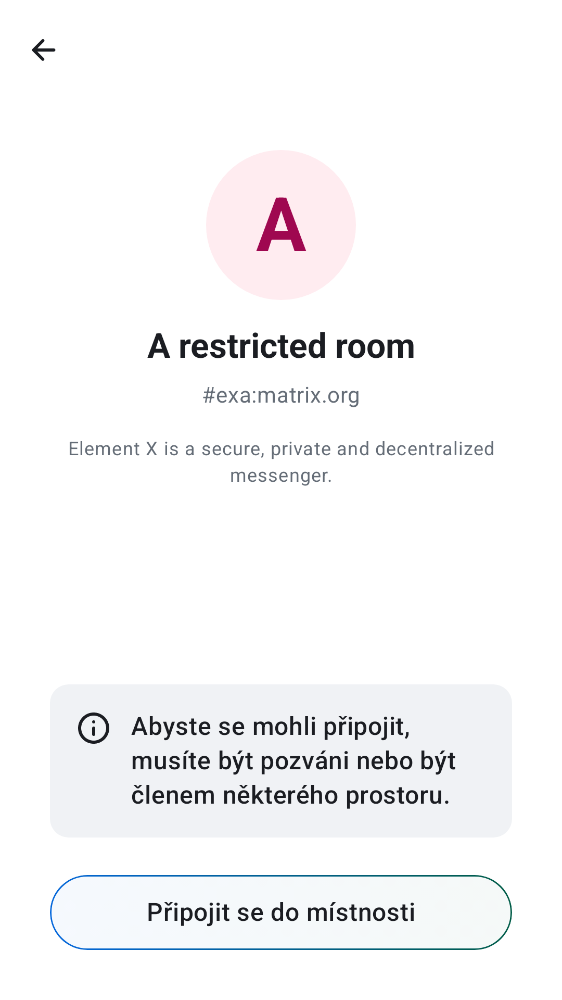 A
A restricted room
#exa:matrix.org
Element X is a secure, private and decentralized
messenger.
Abyste se mohli připojit,
musíte být pozváni nebo být
členem některého prostoru.
Připojit se do místnosti